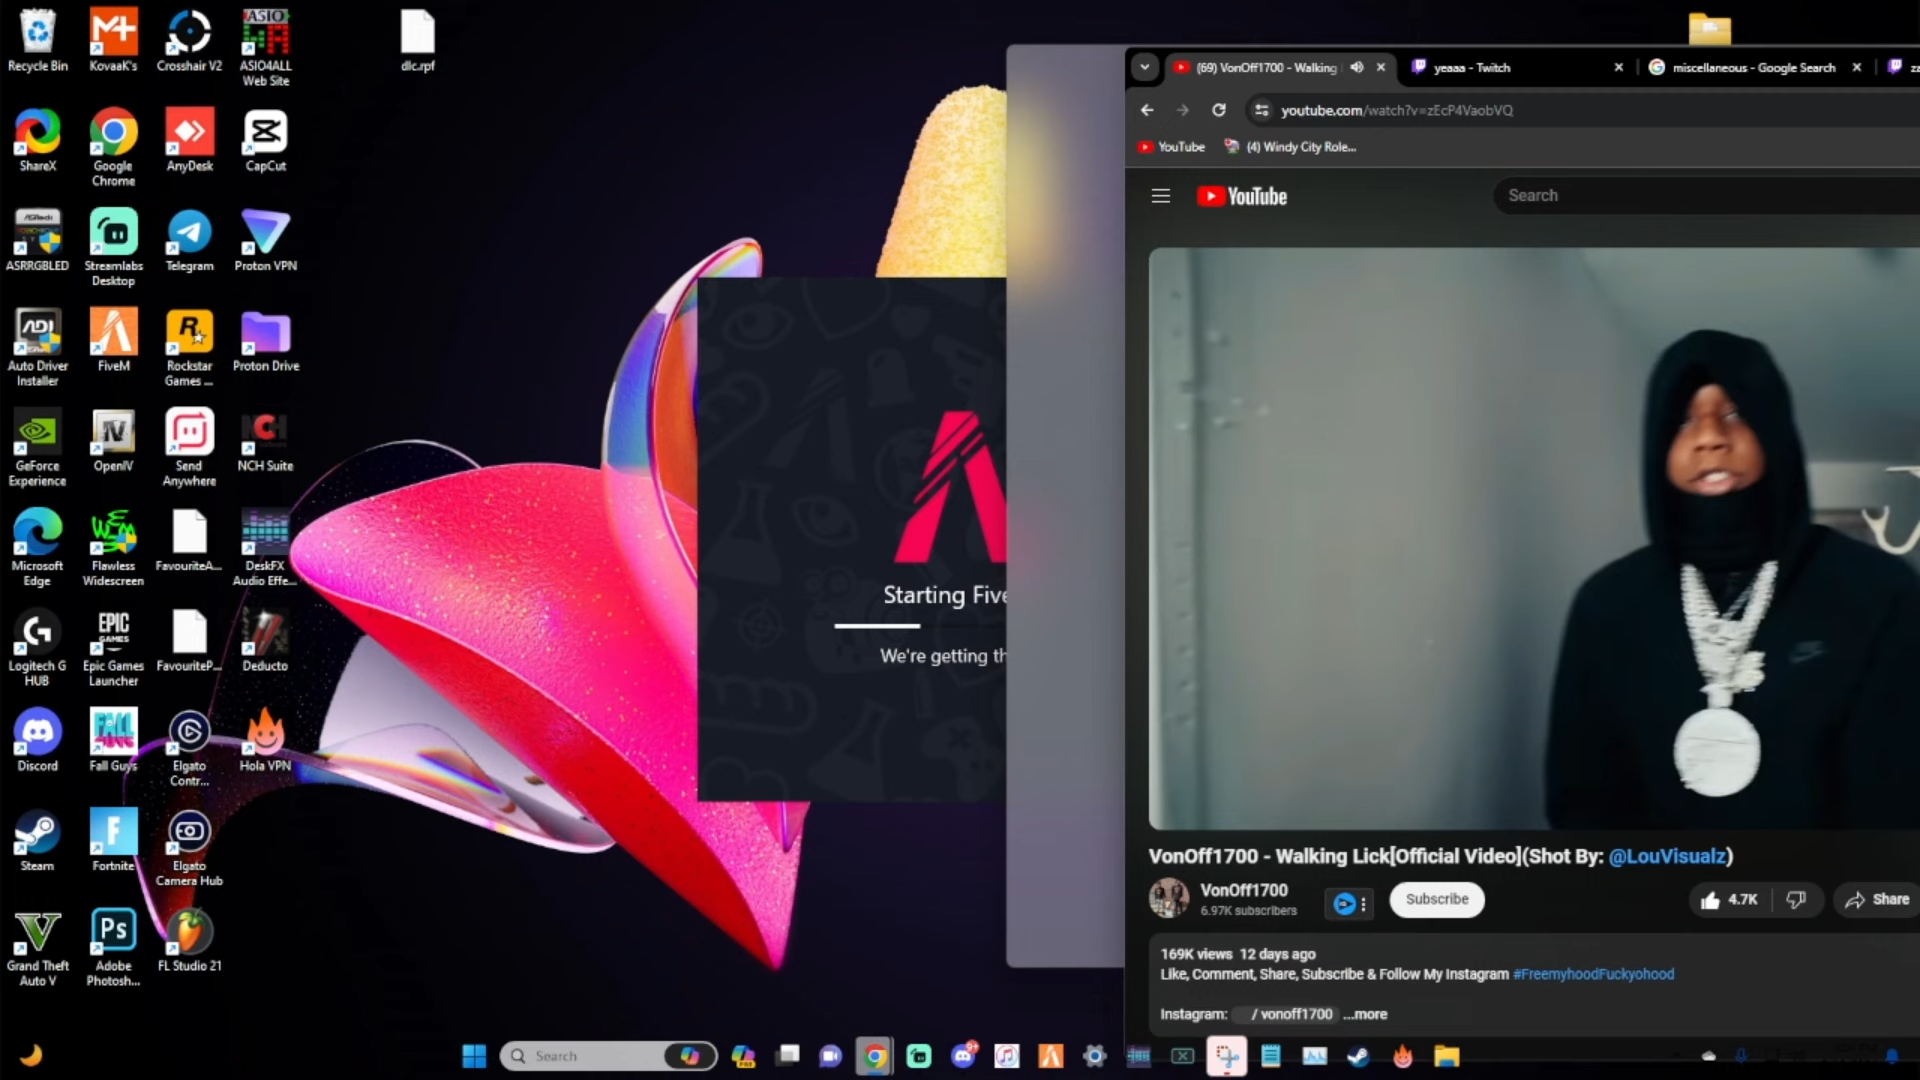 Recycle Bin
KovaaK's
Crosshair V2
ASIO4ALL
Web Site
dlc.rpf
ShareX
Google
Chrome
AnyDesk
CapCut
ASRRGBLED
Streamlabs
Desktop
Telegram
Proton VPN
Auto Driver
Installer
FiveM
Rockstar
Games ...
Proton Drive
GeForce
Experience
OpenIV
Send
Anywhere
NCH Suite
Microsoft
Edge
Flawless
Widescreen
FavouriteA...
DeskFX
Audio Effe...
Logitech G
HUB
Epic Games
Launcher
FavouriteP...
Deducto
Discord
Fall Guys
Elgato
Contr...
Hola VPN
Steam
Fortnite
Elgato
Camera Hub
Grand Theft
Auto V
Adobe
Photosh...
FL Studio 21
Starting Five
We're getting th
(69) VonOff1700 - Walking
yeaaa - Twitch
miscellaneous - Google Search
youtube.com/watch?v=zEcP4VaobVQ
YouTube
(4) Windy City Role...
YouTube
Search
VonOff1700 - Walking Lick[Official Video](Shot By: @LouVisualz)
VonOff1700
6.97K subscribers
Subscribe
4.7K
Share
169K views 12 days ago
Like, Comment, Share, Subscribe & Follow My Instagram #FreemyhoodFuckyohood
Instagram: / vonoff1700 ...more
Search